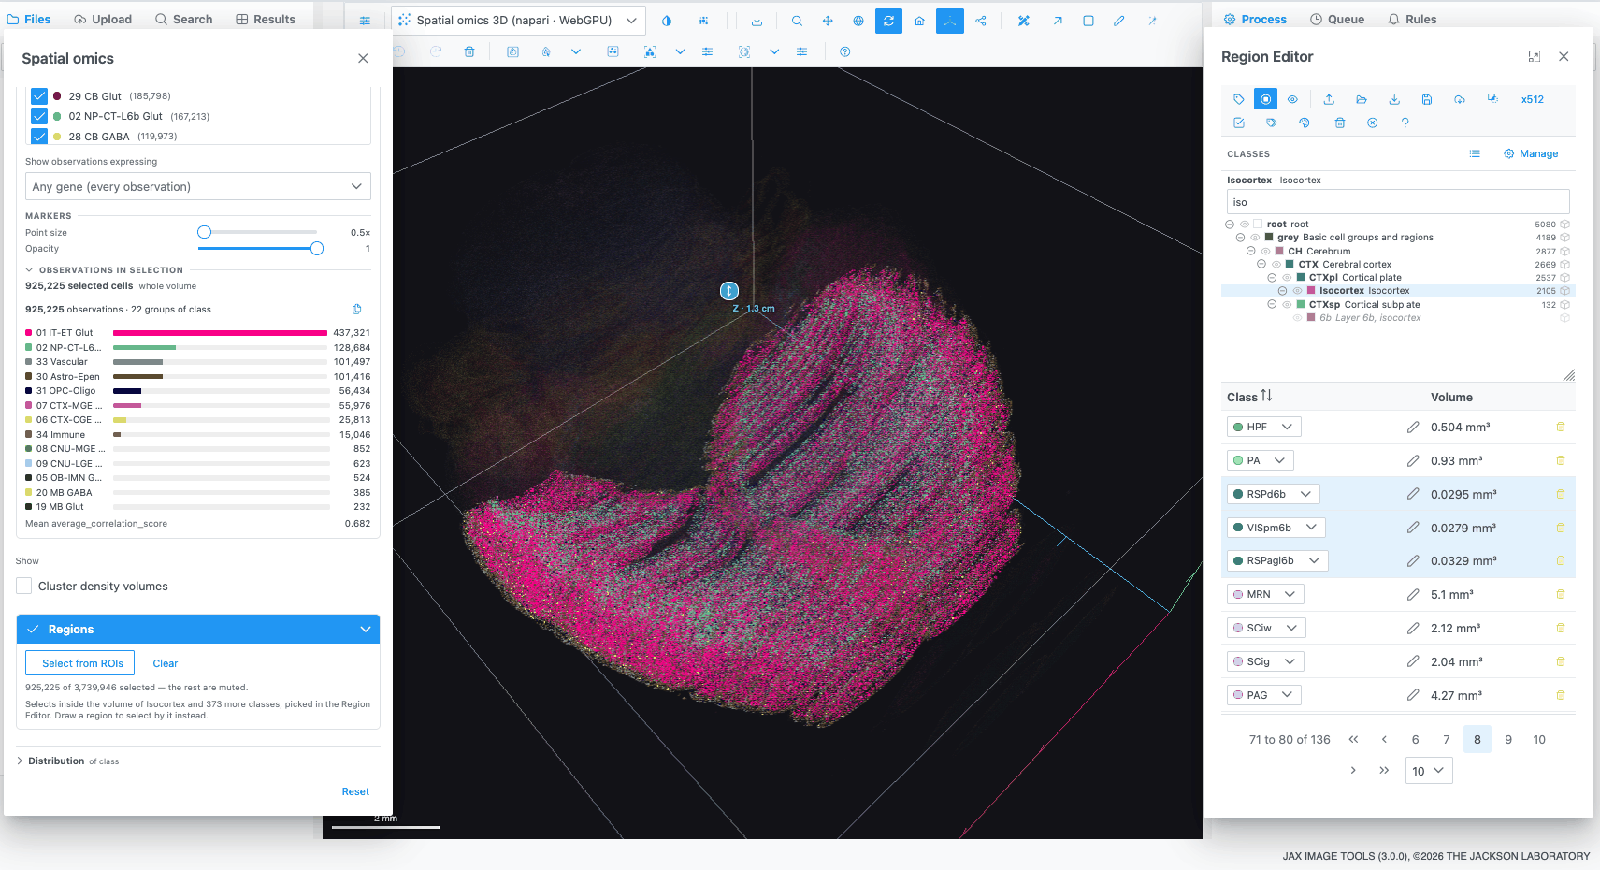 Files
Upload
Search
Results
Spatial omics 3D (napari · WebGPU)
Process
Queue
Rules
Spatial omics
29 CB Glut (185,798)
02 NP-CT-L6b Glut (167,213)
28 CB GABA (119,973)
Show observations expressing
Any gene (every observation)
MARKERS
Point size 0.5x
Opacity 1
OBSERVATIONS IN SELECTION
925,225 selected cells whole volume
925,225 observations · 22 groups of class
01 IT-ET Glut 437,321
02 NP-CT-L6... 128,684
33 Vascular 101,497
30 Astro-Epen 101,416
31 OPC-Oligo 56,434
07 CTX-MGE ... 55,976
06 CTX-CGE ... 25,813
34 Immune 15,046
08 CNU-MGE ... 852
09 CNU-LGE ... 623
05 OB-IMN G... 524
20 MB GABA 385
19 MB Glut 232
Mean average_correlation_score 0.682
Show
Cluster density volumes
Regions
Select from ROIs
Clear
925,225 of 3,739,946 selected — the rest are muted.
Selects inside the volume of Isocortex and 373 more classes, picked in the Region
Editor. Draw a region to select by it instead.
Distribution of class
Reset
Z · 1.3 cm
2 mm
Region Editor
x512
CLASSES
Manage
Isocortex Isocortex
iso
root root 5080
grey Basic cell groups and regions 4189
CH Cerebrum 2877
CTX Cerebral cortex 2669
CTXpl Cortical plate 2537
Isocortex Isocortex 2105
CTXsp Cortical subplate 132
6b Layer 6b, isocortex
Class Volume
HPF 0.504 mm³
PA 0.93 mm³
RSPd6b 0.0295 mm³
VISpm6b 0.0279 mm³
RSPagl6b 0.0329 mm³
MRN 5.1 mm³
SCiw 2.12 mm³
SCig 2.04 mm³
PAG 4.27 mm³
71 to 80 of 136
6 7 8 9 10
10
JAX IMAGE TOOLS (3.0.0), ©2026 THE JACKSON LABORATORY